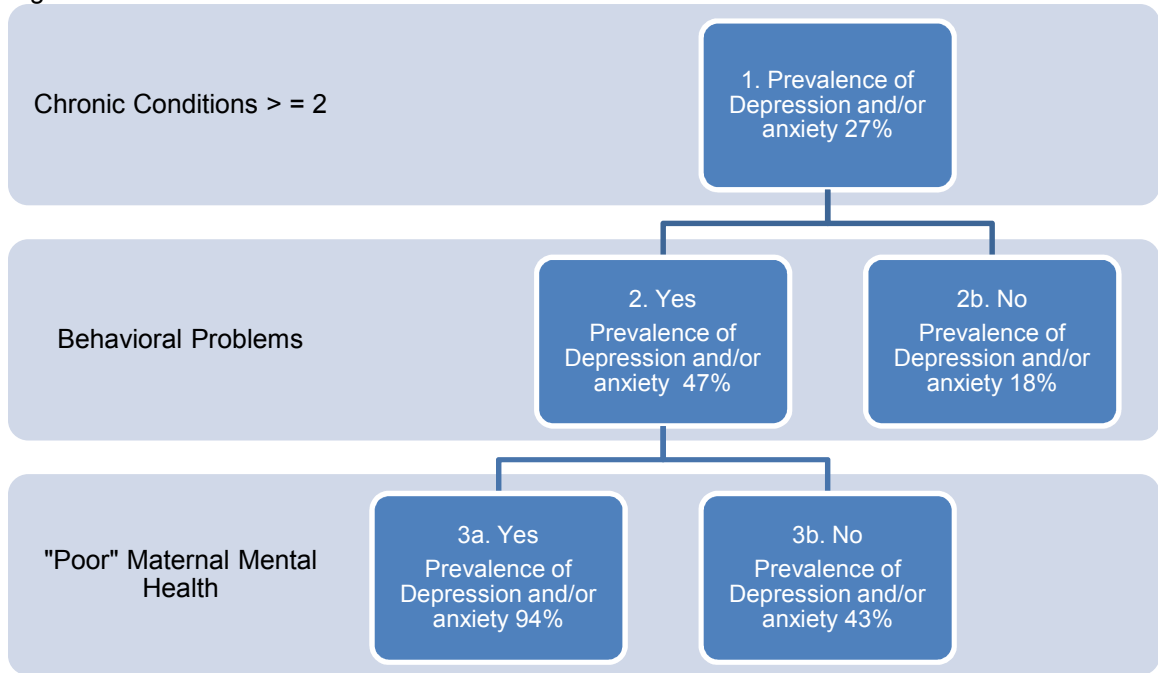 Chronic Conditions > = 2
1. Prevalence of
Depression and/or
anxiety 27%
Behavioral Problems
2. Yes
Prevalence of
Depression and/or
anxiety  47%
2b. No
Prevalence of
Depression and/or
anxiety 18%
"Poor" Maternal Mental
Health
3a. Yes
Prevalence of
Depression and/or
anxiety 94%
3b. No
Prevalence of
Depression and/or
anxiety 43%